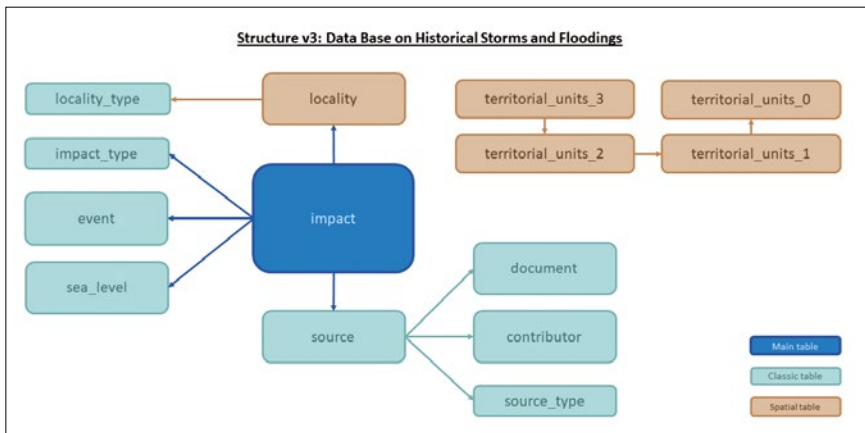 Structure v3: Data Base on Historical Storms and Floodings
locality_type
locality
territorial_units_3
territorial_units_0
impact_type
territorial_units_2
territorial_units_1
event
impact
sea_level
document
source
contributor
source_type
Main table
Classic table
Spatial table